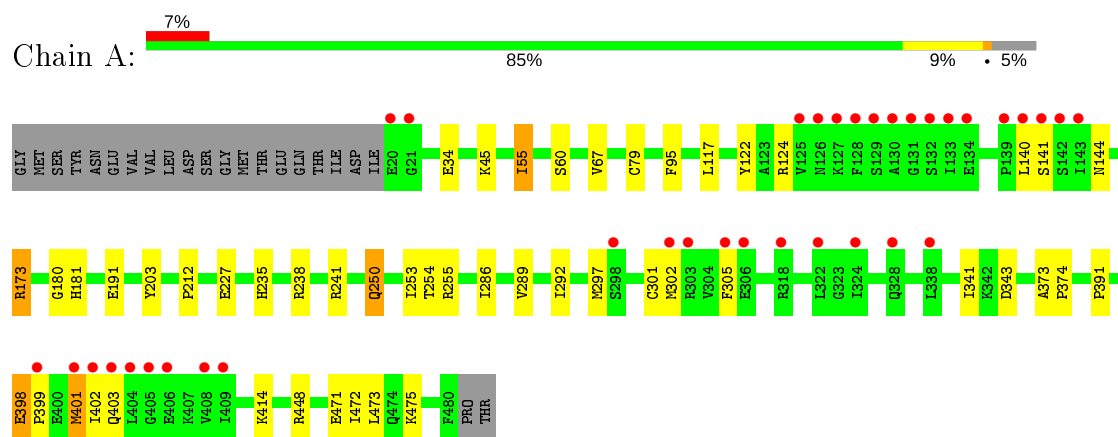 7%
Chain A:
85% 9% • 5%
GLY MET SER TYR ASN GLU VAL VAL LEU ASP SER GLY MET THR GLU GLN THR THR ILE ASP ILE E20 G21 E34 K45 I55 S60 V67 C79 F95 L117 Y122 A123 R124 V125 N126 K127 F128 S129 A130 G131 S132 I133 E134 P139 L140 S141 S142 I143 N144
R173 G180 H181 E191 Y203 P212 E227 H235 R238 R241 Q250 I253 T254 R255 I286 V289 I292 M297 S298 C301 M302 R303 V304 F305 E306 R318 L322 G323 I324 Q328 L338 I341 K342 D343 A373 P374 P391
E398 P399 E400 M401 I402 Q403 L404 G405 E406 K407 V408 I409 K414 R448 E471 I472 L473 Q474 K475 F480 PRO THR